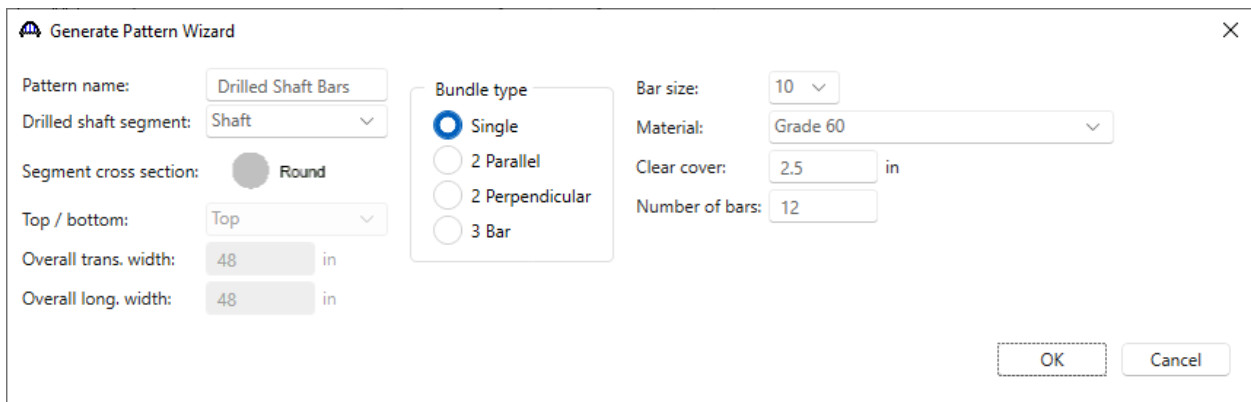 Generate Pattern Wizard
Pattern name: Drilled Shaft Bars
Drilled shaft segment: Shaft
Segment cross section: Round
Top / bottom: Top
Overall trans. width: 48 in
Overall long. width: 48 in
Bundle type
Single
2 Parallel
2 Perpendicular
3 Bar
Bar size: 10
Material: Grade 60
Clear cover: 2.5 in
Number of bars: 12
OK Cancel